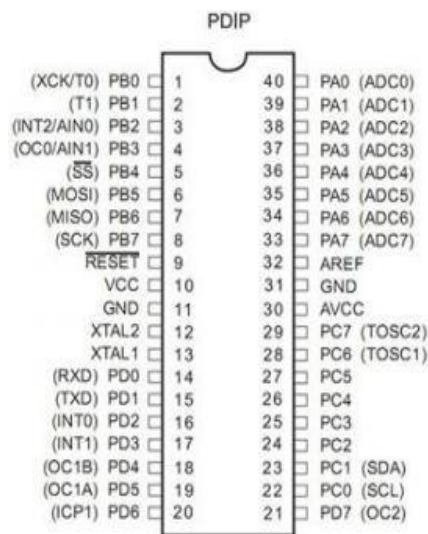 PDIP
(XCK/T0) PB0 1 40 PA0 (ADC0)
(T1) PB1 2 39 PA1 (ADC1)
(INT2/AIN0) PB2 3 38 PA2 (ADC2)
(OC0/AIN1) PB3 4 37 PA3 (ADC3)
(SS) PB4 5 36 PA4 (ADC4)
(MOSI) PB5 6 35 PA5 (ADC5)
(MISO) PB6 7 34 PA6 (ADC6)
(SCK) PB7 8 33 PA7 (ADC7)
RESET 9 32 AREF
VCC 10 31 GND
GND 11 30 AVCC
XTAL2 12 29 PC7 (TOSC2)
XTAL1 13 28 PC6 (TOSC1)
(RXD) PD0 14 27 PC5
(TXD) PD1 15 26 PC4
(INT0) PD2 16 25 PC3
(INT1) PD3 17 24 PC2
(OC1B) PD4 18 23 PC1 (SDA)
(OC1A) PD5 19 22 PC0 (SCL)
(ICP1) PD6 20 21 PD7 (OC2)